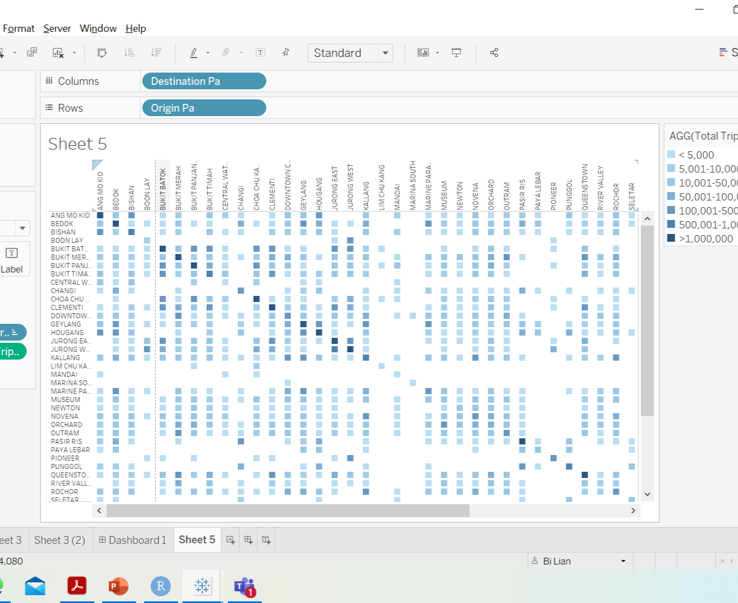 Format Server Window Help
Standard
Columns
Destination Pa
Rows
Origin Pa
Sheet 5
AGG(Total Trip
< 5,000
5,001-10,00
10,001-50,00
50,001-100,
100,001-500
500,001-1,0
>1,000,000
Label
Trip..
ANG MO KIO
BEDOK
BISHAN
BOON LAY
BUKIT BATOK
BUKIT MERAH
BUKIT PANJAN..
BUKIT TIMAH
CENTRAL WAT..
CHANGI
CHOA CHU KA..
CLEMENTI
DOWNTOWN C..
GEYLANG
HOUGANG
JURONG EAST
JURONG WEST
KALLANG
LIM CHU KANG
MANDAI
MARINA SOUTH
MARINE PARA..
MUSEUM
NEWTON
NOVENA
ORCHARD
OUTRAM
PASIR RIS
PAYA LEBAR
PIONEER
PUNGGOL
QUEENSTOWN
RIVER VALLEY
ROCHOR
SELETAR
ANG MO KIO
BEDOK
BISHAN
BOON LAY
BUKIT BAT..
BUKIT MER..
BUKIT PANJ..
BUKIT TIMA..
CENTRAL W..
CHANGI
CHOA CHU ..
CLEMENTI
DOWNTOW..
GEYLANG
HOUGANG
JURONG EA..
JURONG W..
KALLANG
LIM CHU KA..
MANDAI
MARINA SO..
MARINE PA..
MUSEUM
NEWTON
NOVENA
ORCHARD
OUTRAM
PASIR RIS
PAYA LEBAR
PIONEER
PUNGGOL
QUEENSTO..
RIVER VALL..
ROCHOR
SELETAR
eet 3
Sheet 3 (2)
Dashboard 1
Sheet 5
4,080
Bi Lian
1